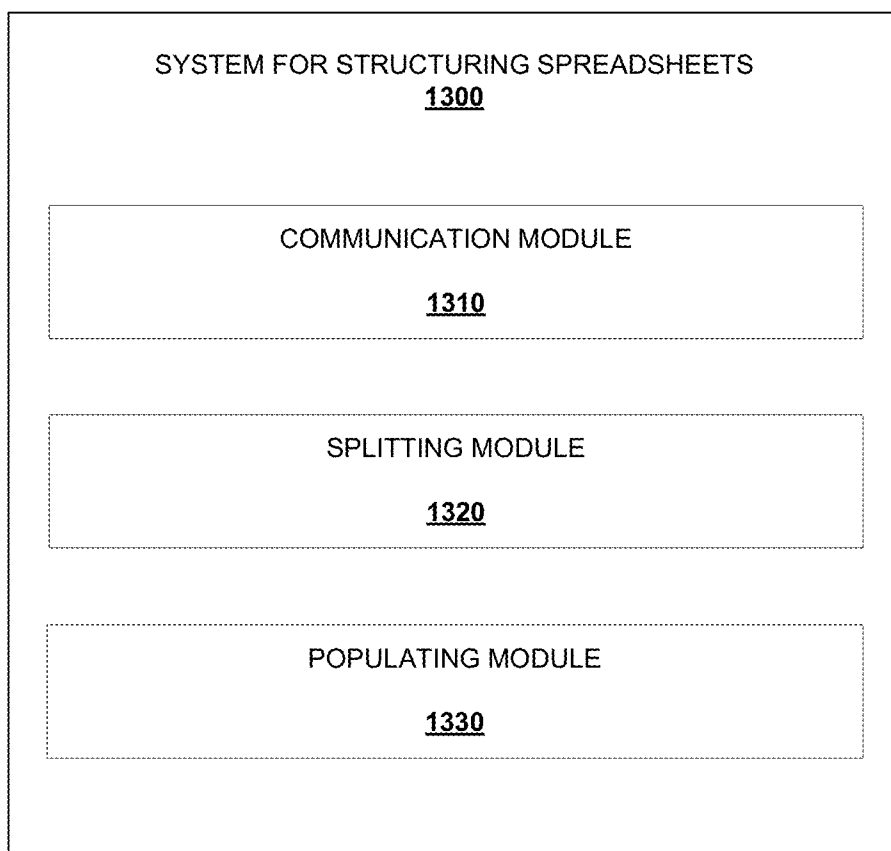 SYSTEM FOR STRUCTURING SPREADSHEETS
1300
COMMUNICATION MODULE
1310
SPLITTING MODULE
1320
POPULATING MODULE
1330